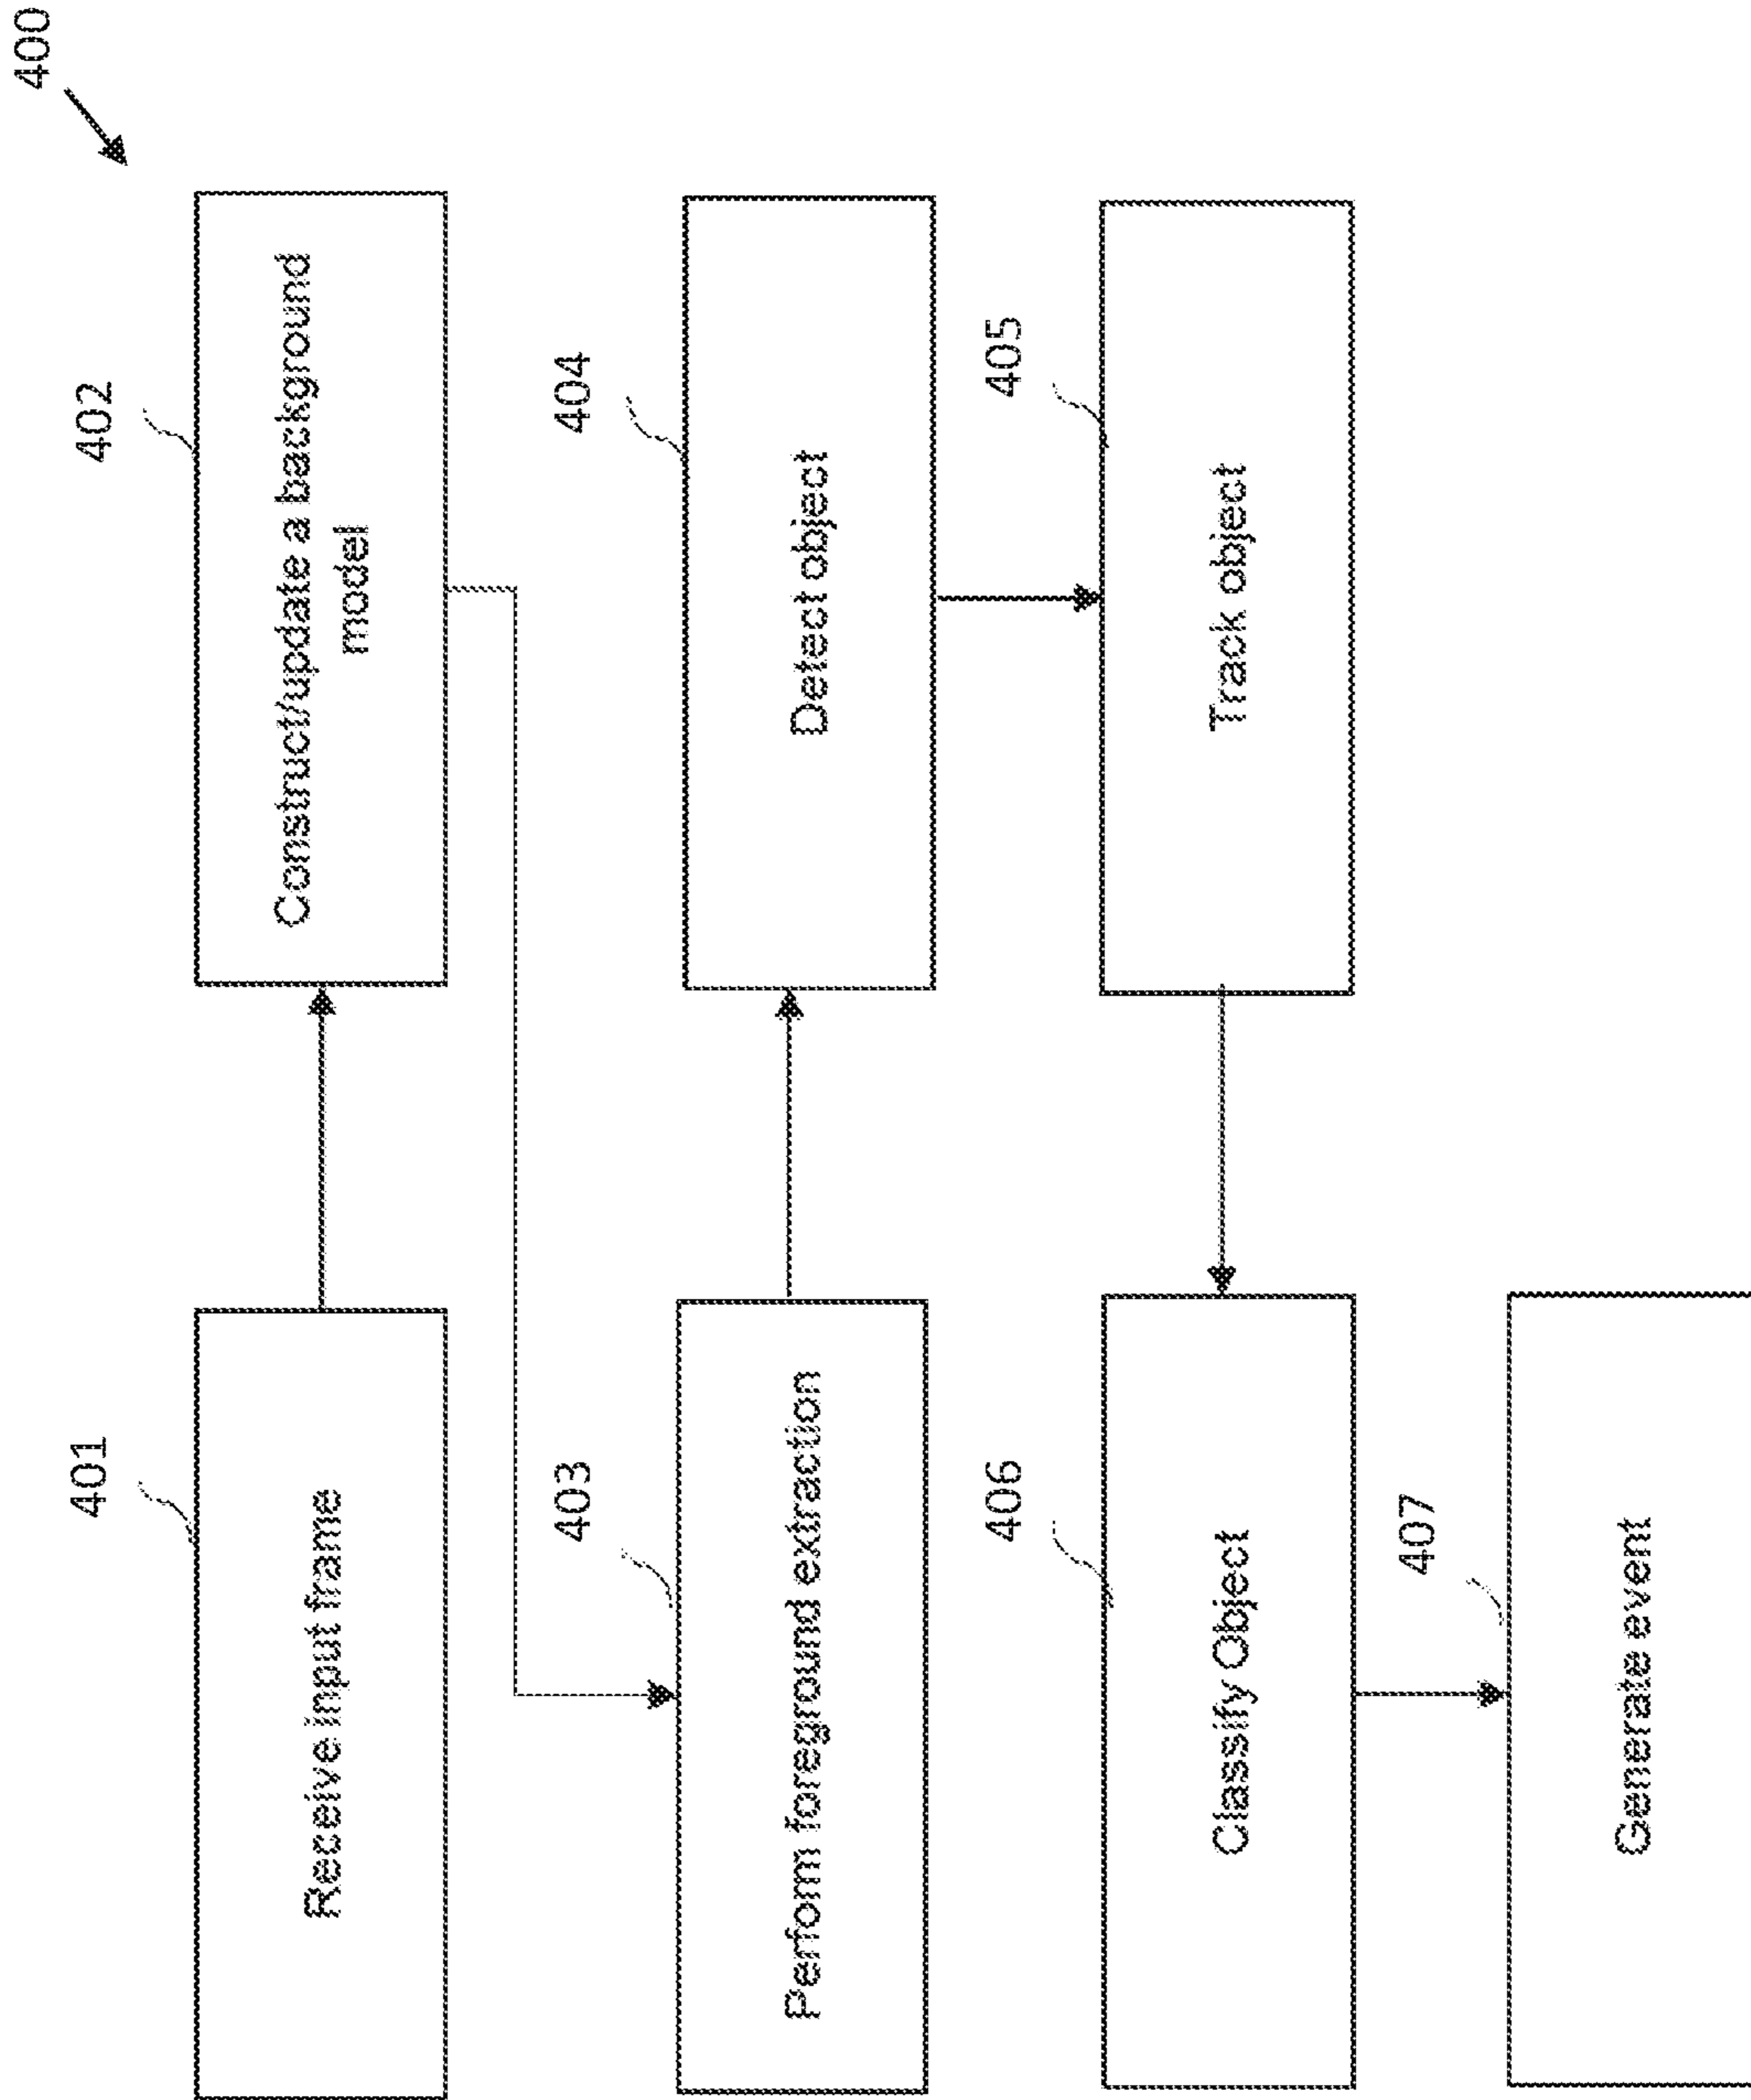 400
401
Receive input frame
402
Construct/update a background
model
403
Perfom foreground extraction
404
Detect object
405
Track object
406
Classify Object
407
Generate event